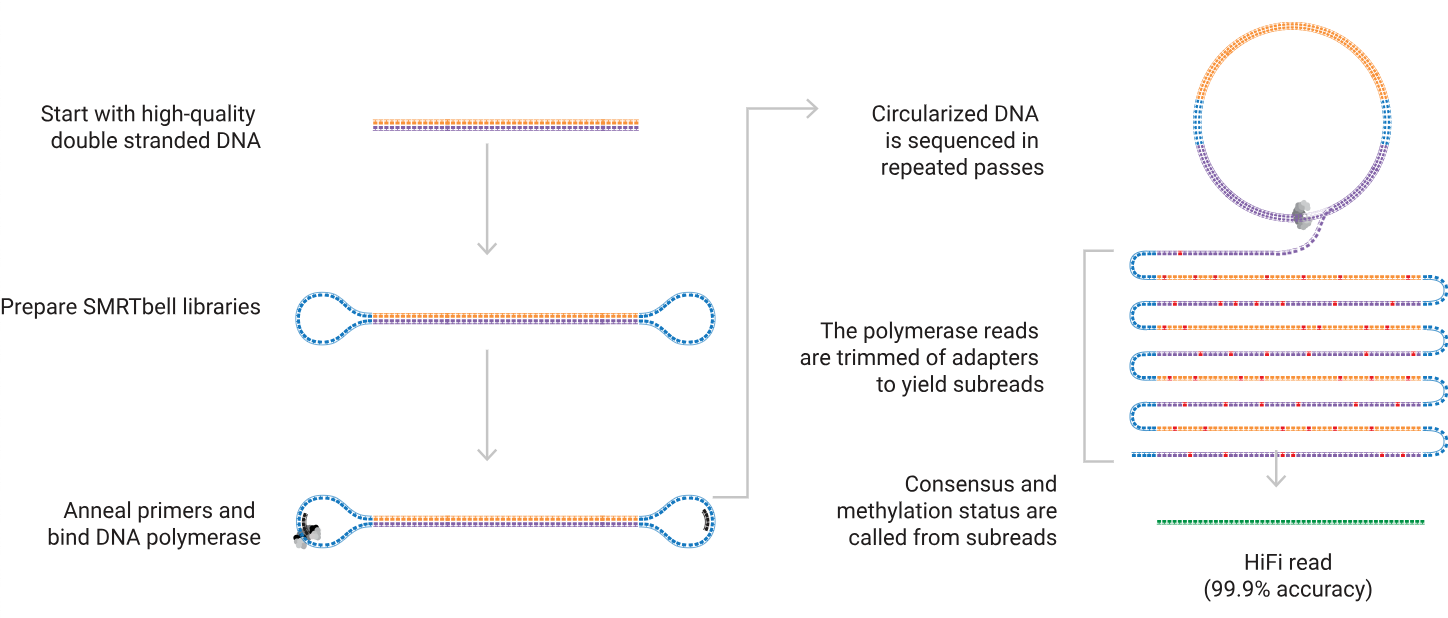 Start with high-quality
double stranded DNA
Prepare SMRTbell libraries
Anneal primers and
bind DNA polymerase
Circularized DNA
is sequenced in
repeated passes
The polymerase reads
are trimmed of adapters
to yield subreads
Consensus and
methylation status are
called from subreads
HiFi read
(99.9% accuracy)